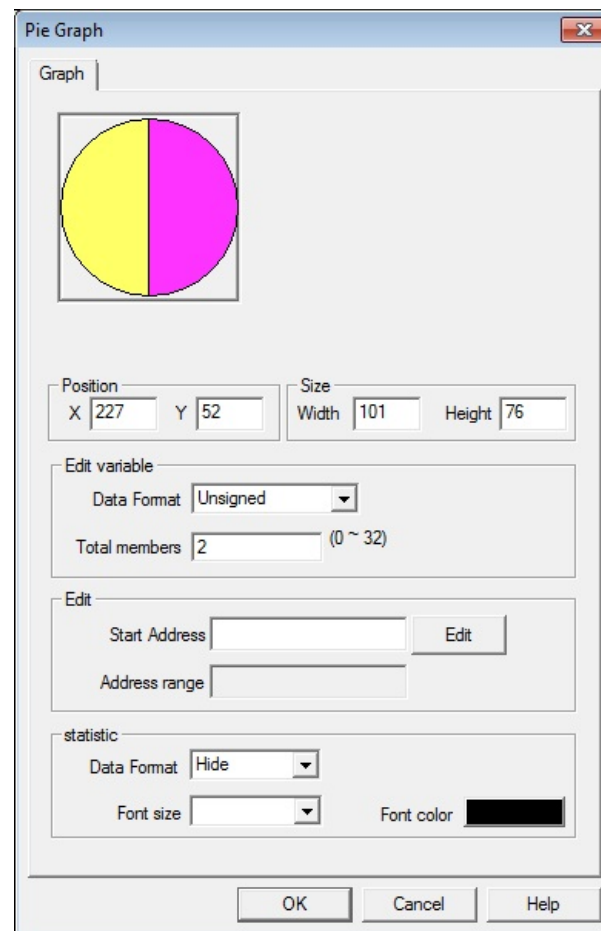 Pie Graph
Graph
Position
Size
X 227 Y 52
Width 101 Height 76
Edit variable
Data Format Unsigned
Total members 2 (0 ~ 32)
Edit
Start Address Edit
Address range
statistic
Data Format Hide
Font size Font color
OK Cancel Help